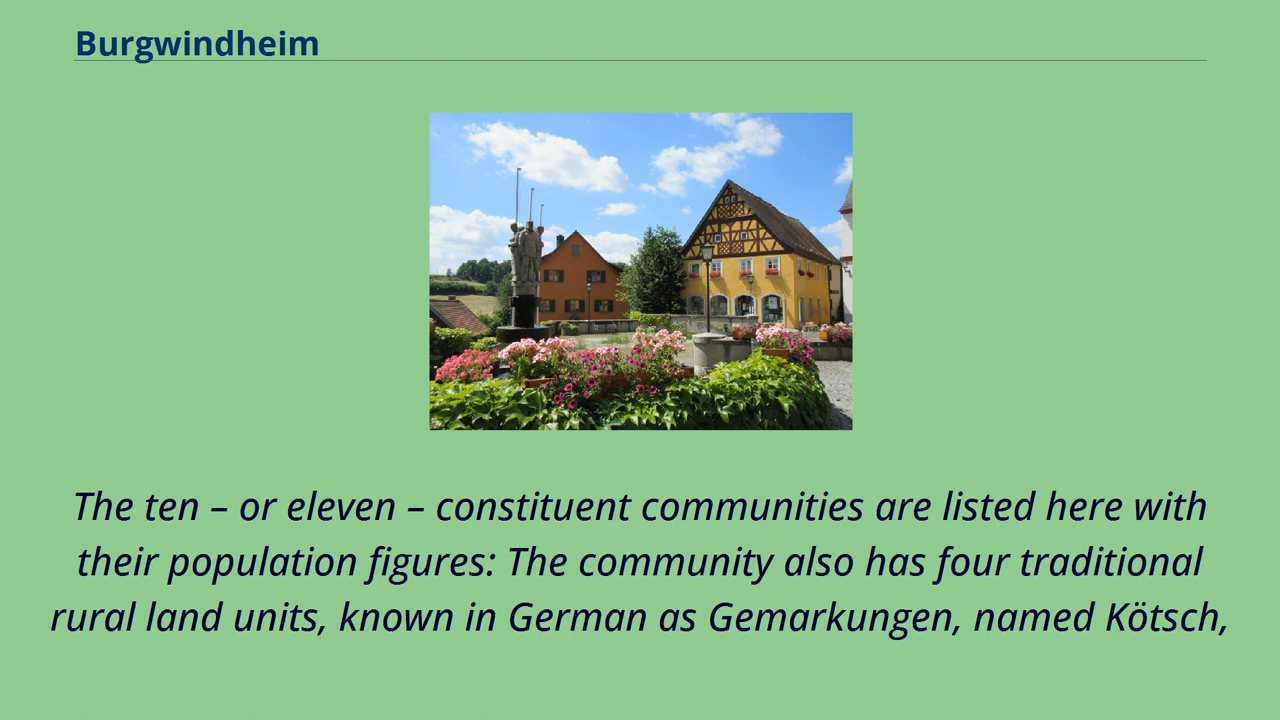 Burgwindheim
The ten – or eleven – constituent communities are listed here with
their population figures: The community also has four traditional
rural land units, known in German as Gemarkungen, named Kötsch,